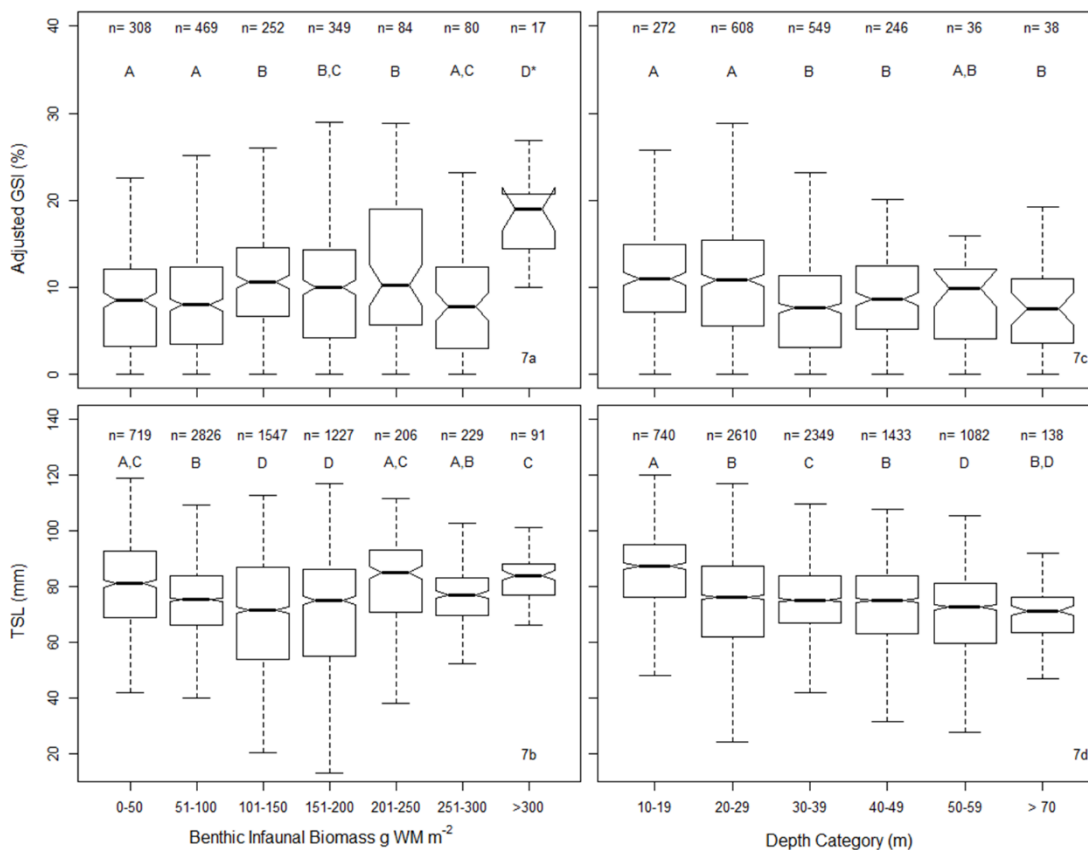 n= 308 n= 469 n= 252 n= 349 n= 84 n= 80 n= 17
A A B B,C B A,C D*
40
30
20
10
0
Adjusted GSI (%)
7a
n= 272 n= 608 n= 549 n= 246 n= 36 n= 38
A A B B A,B B
7c
n= 719 n= 2826 n= 1547 n= 1227 n= 206 n= 229 n= 91
A,C B D D A,C A,B C
140
120
100
80
60
40
20
TSL (mm)
7b
0-50 51-100 101-150 151-200 201-250 251-300 >300
Benthic Infaunal Biomass g WM m⁻²
n= 740 n= 2610 n= 2349 n= 1433 n= 1082 n= 138
A B C B D B,D
7d
10-19 20-29 30-39 40-49 50-59 > 70
Depth Category (m)